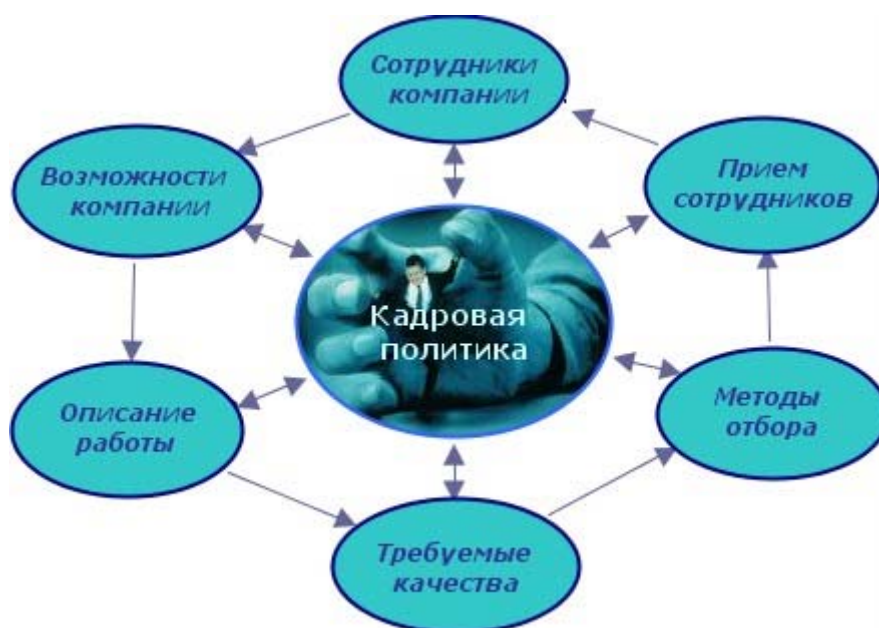 Сотрудники
компании
Возможности
компании
Прием
сотрудников
Кадровая
политика
Описание
работы
Методы
отбора
Требуемые
качества